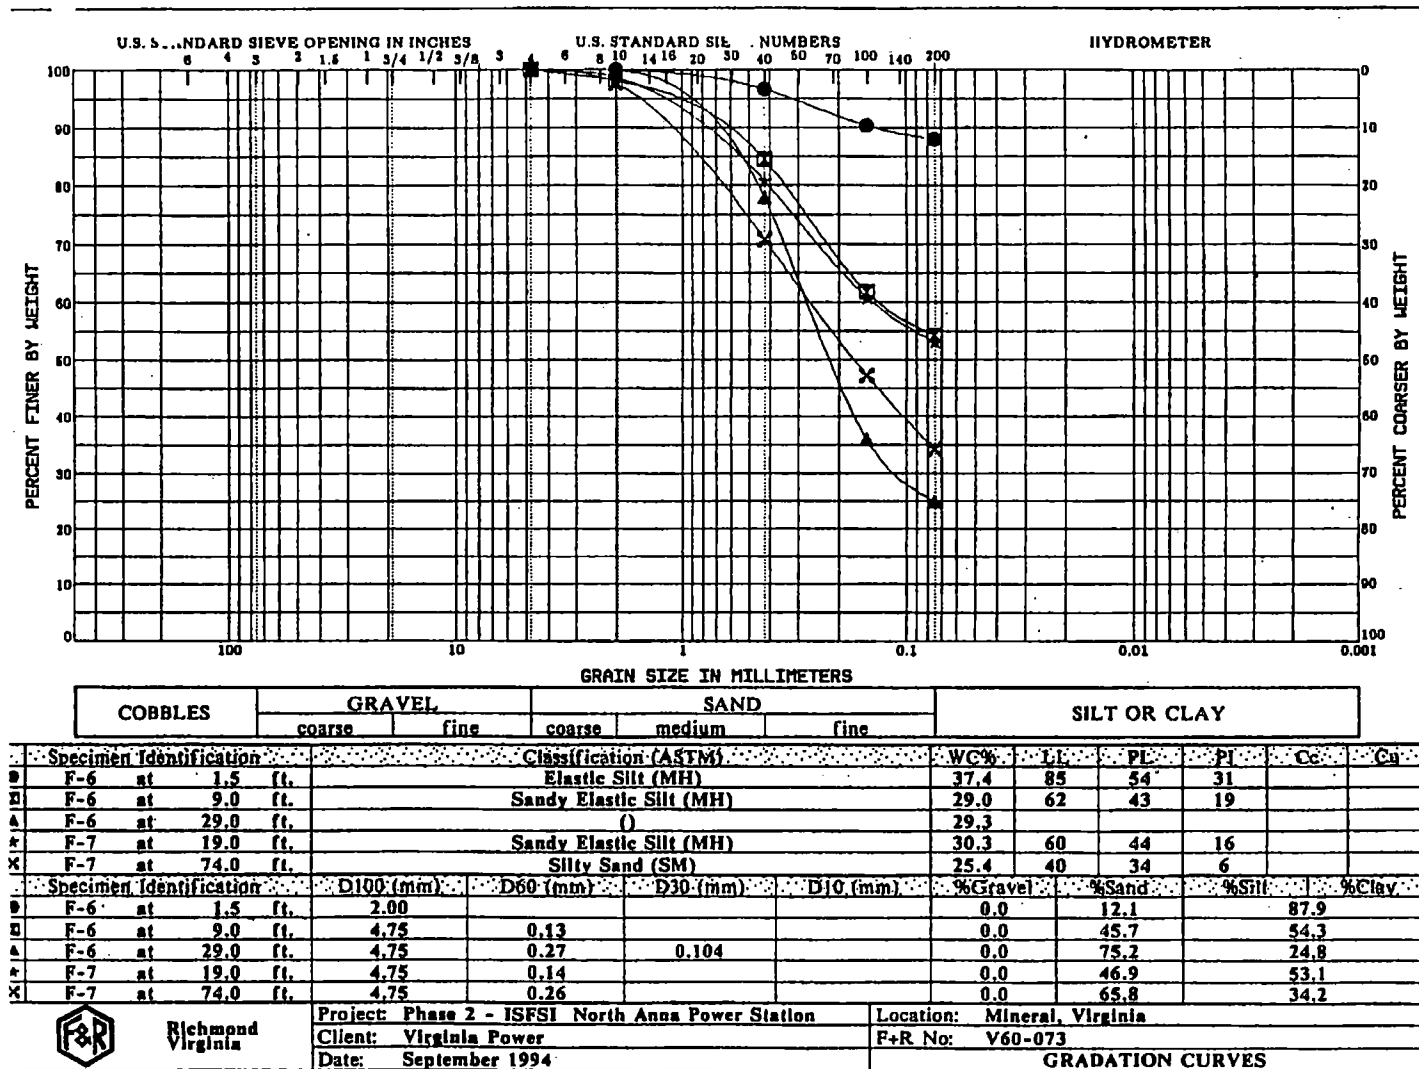 U.S. S...NDARD SIEVE OPENING IN INCHES U.S. STANDARD SIE . NUMBERS HYDROMETER
6 4 3 2 1.5 1 3/4 1/2 3/8 3 4 6 8 10 14 16 20 30 40 50 70 100 140 200
100 0
90 10
80 20
70 30
60 40
50 50
40 60
30 70
20 80
10 90
0 100
PERCENT FINER BY WEIGHT
PERCENT COARSER BY WEIGHT
100 10 1 0.1 0.01 0.001
GRAIN SIZE IN MILLIMETERS
COBBLES GRAVEL SAND SILT OR CLAY
coarse fine coarse medium fine
Specimen Identification Classification (ASTM) WC% LL PL PI Cc Cu
F-6 at 1.5 ft. Elastic Silt (MH) 37.4 85 54 31
F-6 at 9.0 ft. Sandy Elastic Silt (MH) 29.0 62 43 19
F-6 at 29.0 ft. () 29.3
F-7 at 19.0 ft. Sandy Elastic Silt (MH) 30.3 60 44 16
F-7 at 74.0 ft. Silty Sand (SM) 25.4 40 34 6
Specimen Identification D100 (mm) D60 (mm) D30 (mm) D10 (mm) %Gravel %Sand %Silt %Clay
F-6 at 1.5 ft. 2.00 0.0 12.1 87.9
F-6 at 9.0 ft. 4.75 0.13 0.0 45.7 54.3
F-6 at 29.0 ft. 4.75 0.27 0.104 0.0 75.2 24.8
F-7 at 19.0 ft. 4.75 0.14 0.0 46.9 53.1
F-7 at 74.0 ft. 4.75 0.26 0.0 65.8 34.2
F&R
Richmond
Virginia
Project: Phase 2 - ISFSI North Anna Power Station
Location: Mineral, Virginia
Client: Virginia Power
F+R No: V60-073
Date: September 1994
GRADATION CURVES